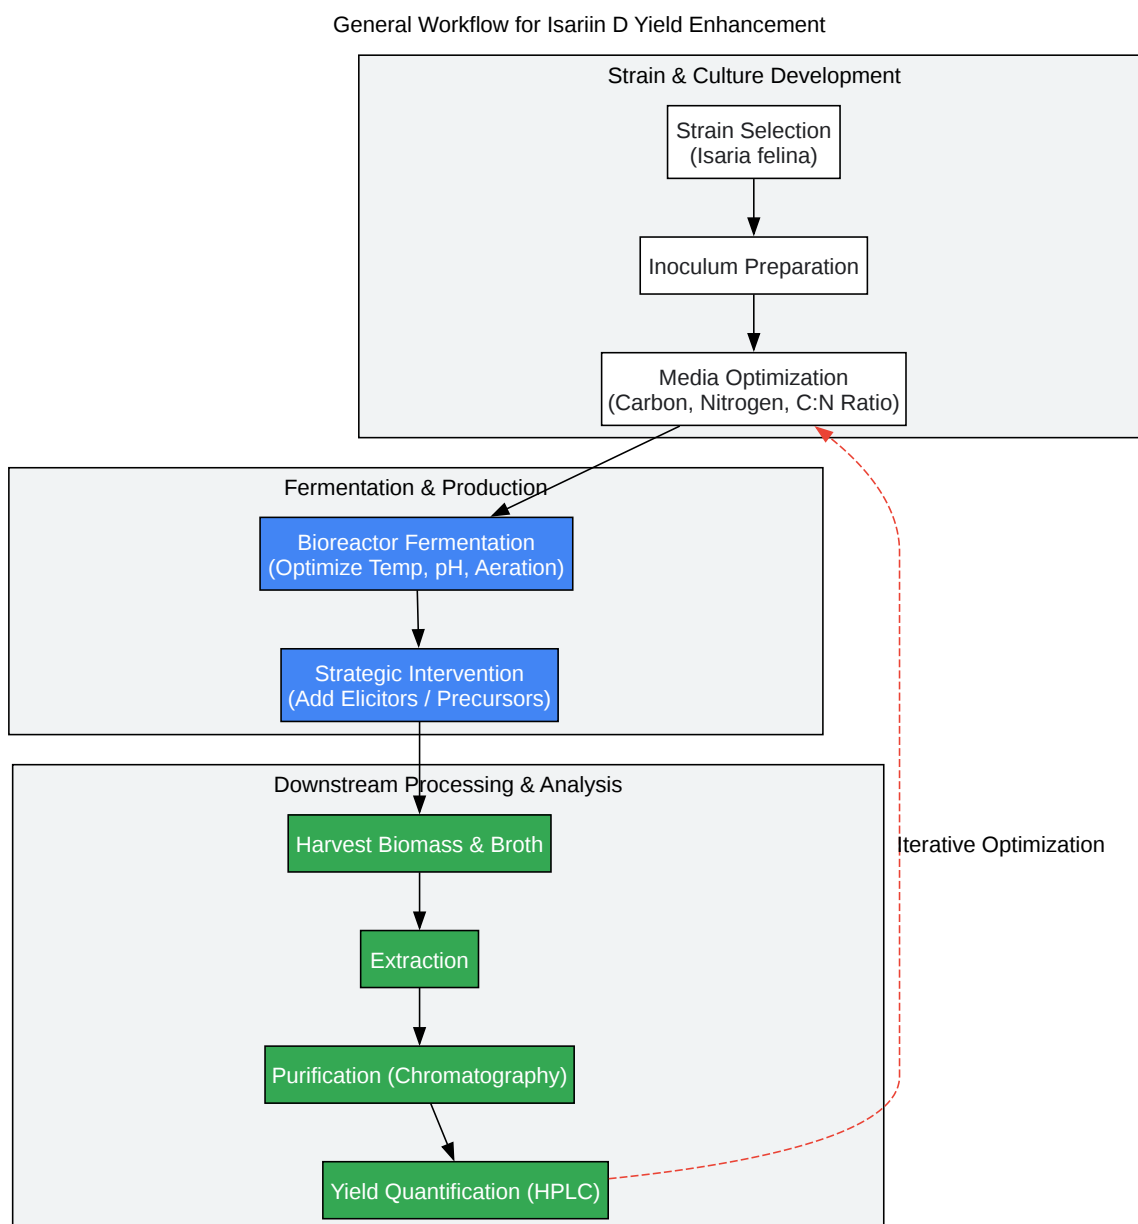 General Workflow for Isariin D Yield Enhancement
Strain & Culture Development
Strain Selection
(Isaria felina)
Inoculum Preparation
Media Optimization
(Carbon, Nitrogen, C:N Ratio)
Fermentation & Production
Bioreactor Fermentation
(Optimize Temp, pH, Aeration)
Strategic Intervention
(Add Elicitors / Precursors)
Downstream Processing & Analysis
Harvest Biomass & Broth
Iterative Optimization
Extraction
Purification (Chromatography)
Yield Quantification (HPLC)